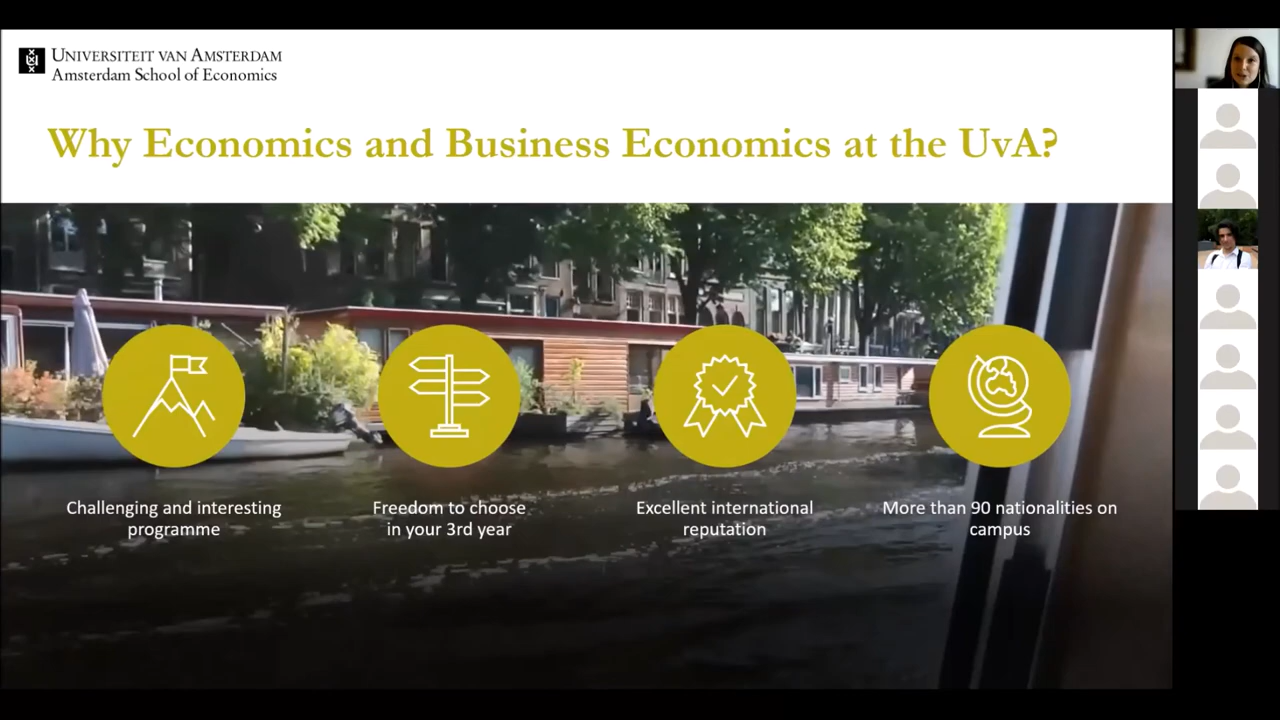 UNIVERSITEIT VAN AMSTERDAM
Amsterdam School of Economics
Why Economics and Business Economics at the UvA?
Challenging and interesting
programme
Freedom to choose
in your 3rd year
Excellent international
reputation
More than 90 nationalities on
campus